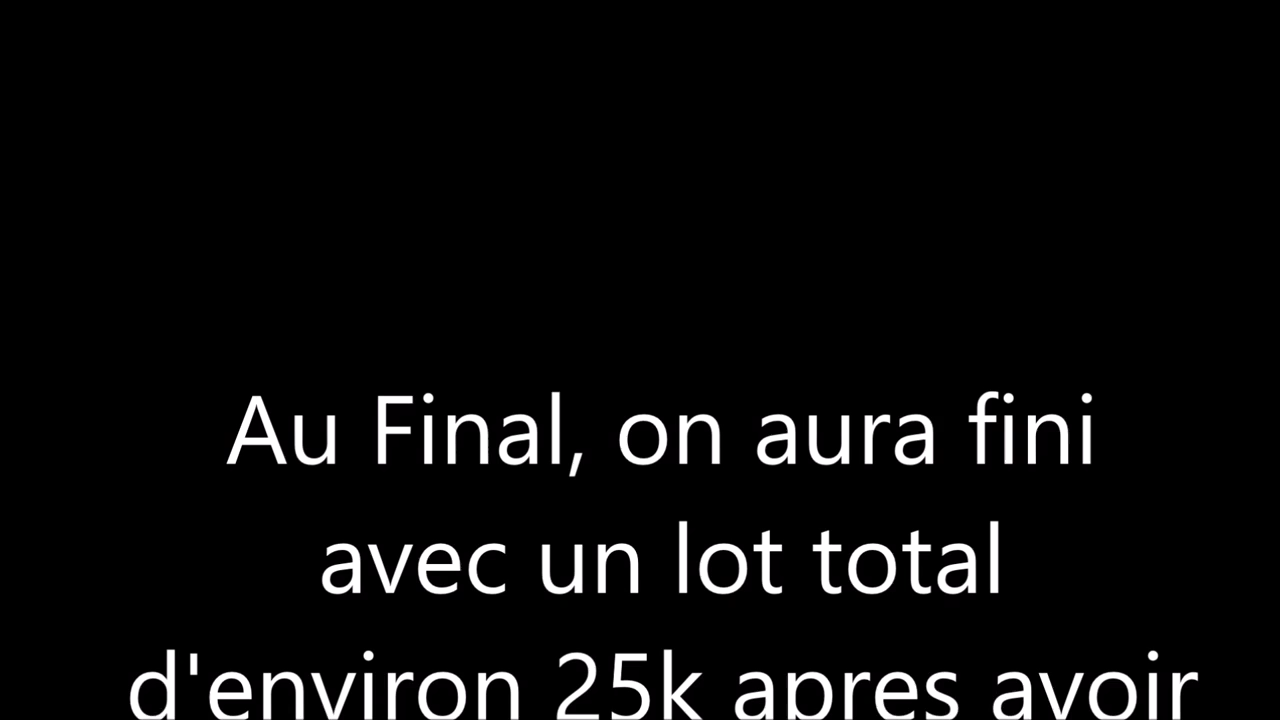 Au Final, on aura fini
avec un lot total
d'environ 25k apres avoir